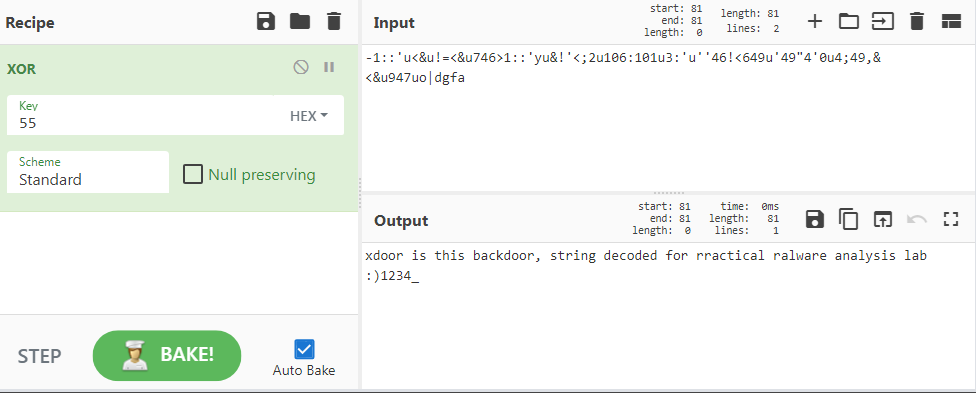 Recipe
XOR
Key
55
HEX
Scheme
Standard
Null preserving
STEP
BAKE!
Auto Bake
Input
start: 81
end: 81
length: 0
length: 81
lines: 2
-1::'u<&u!=<&u746>1::'yu&!'<;2u106:101u3:'u''46!<649u'49"4'0u4;49,&
<&u947uo|dgfa
Output
start: 81
end: 81
length: 0
time: 0ms
length: 81
lines: 1
xdoor is this backdoor, string decoded for rractical ralware analysis lab
:)1234_